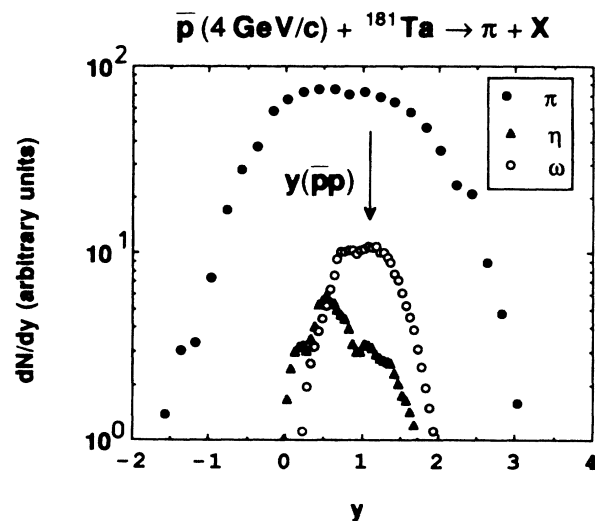 p̄ (4 GeV/c) + ¹⁸¹Ta → π + X
dN/dy (arbitrary units)
10²
10¹
10⁰
π
η
ω
y(p̄p)
-2 -1 0 1 2 3 4
y